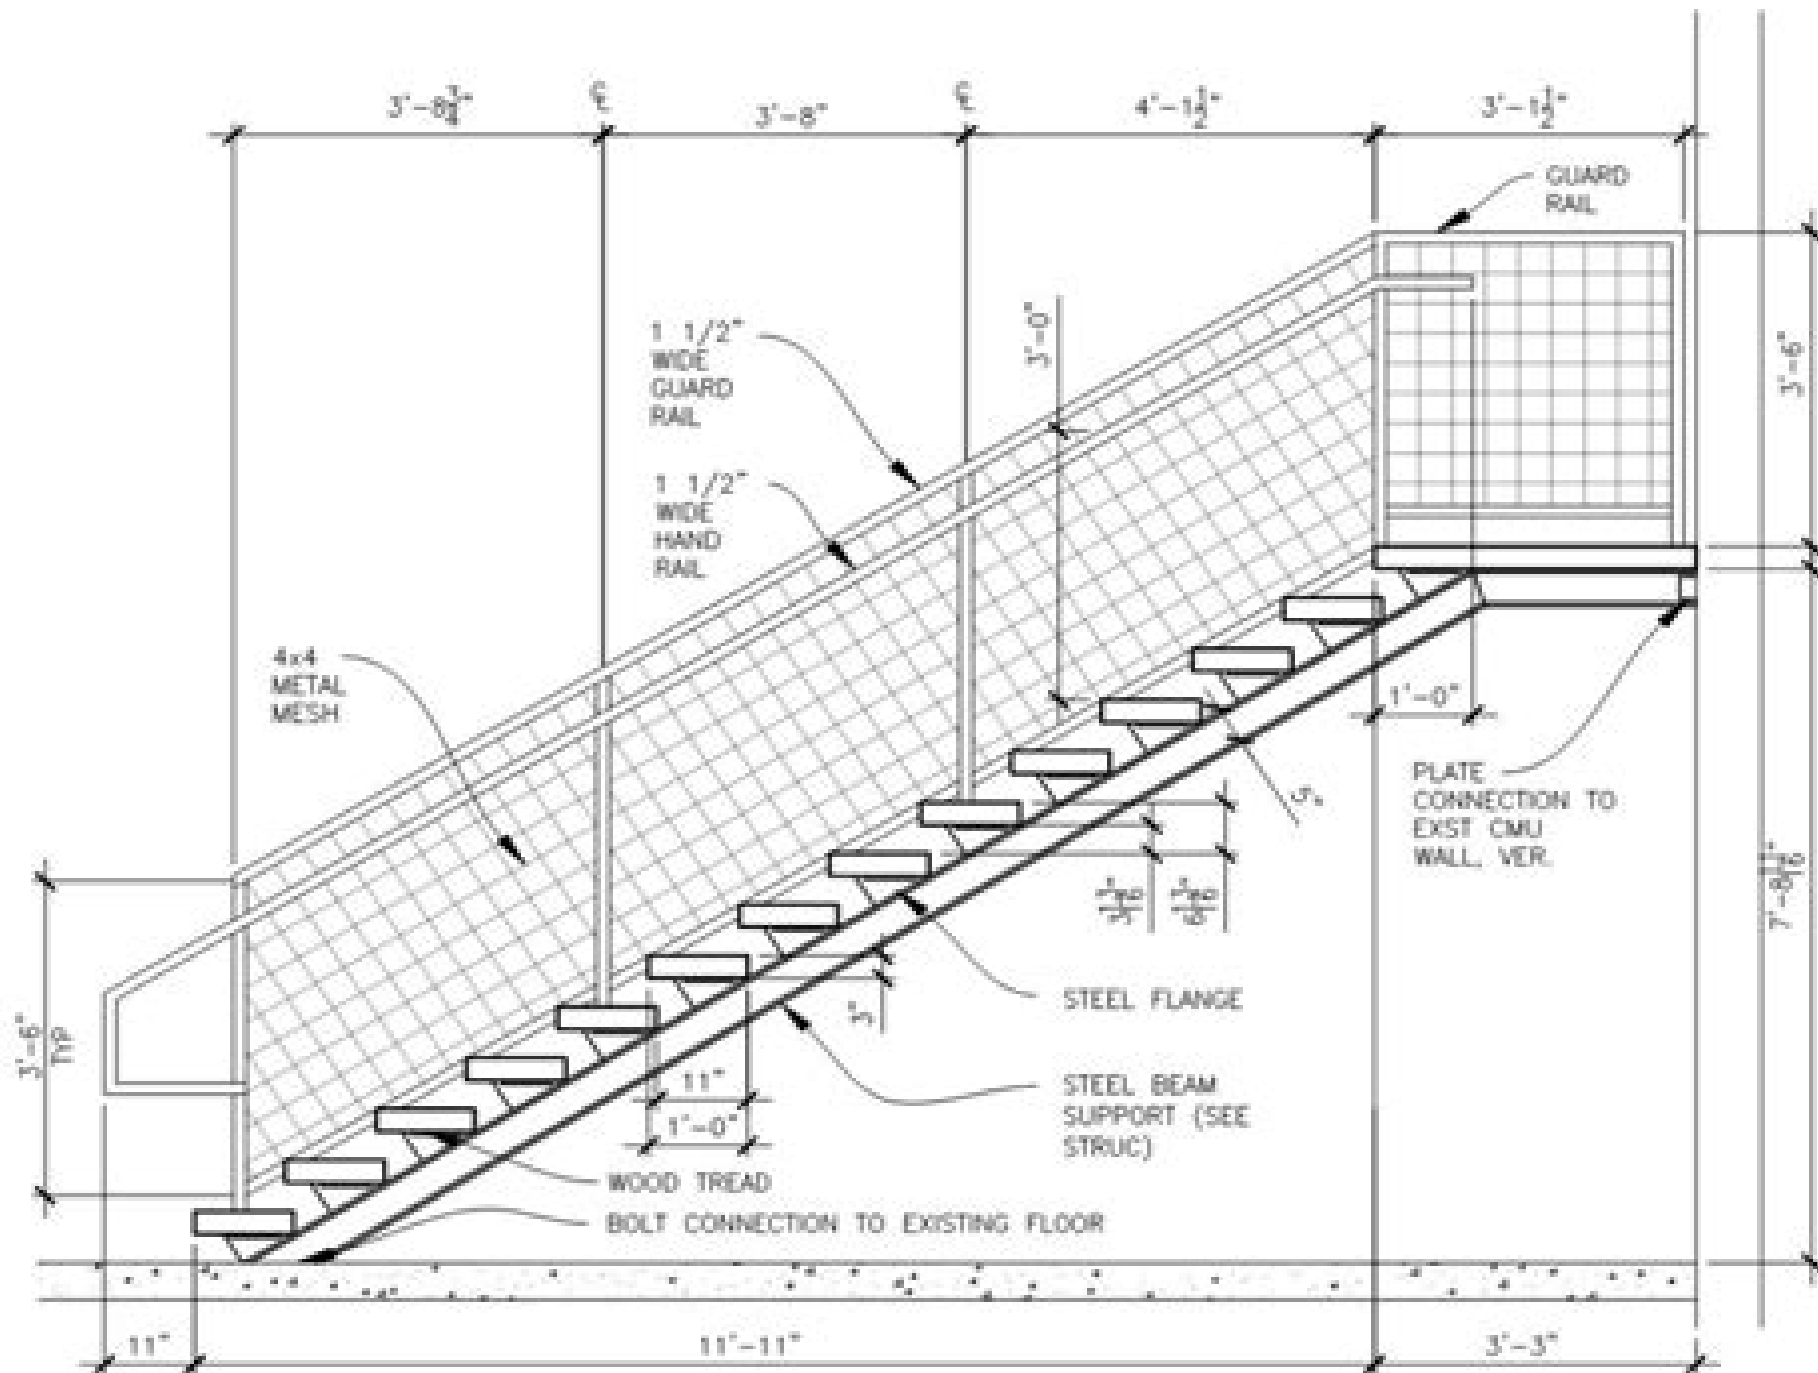 3'-8 3/4"
℄
3'-8"
℄
4'-1 1/2"
3'-1 1/2"
GUARD
RAIL
1 1/2"
WIDE
GUARD
RAIL
3'-0"
3'-6"
1 1/2"
WIDE
HAND
RAIL
4x4
METAL
MESH
1'-0"
PLATE
CONNECTION TO
EXST CMU
WALL, VER.
5"
STEEL FLANGE
3"
3'-6"
TYP
11"
1'-0"
STEEL BEAM
SUPPORT (SEE
STRUC)
WOOD TREAD
BOLT CONNECTION TO EXISTING FLOOR
11"
11'-11"
3'-3"